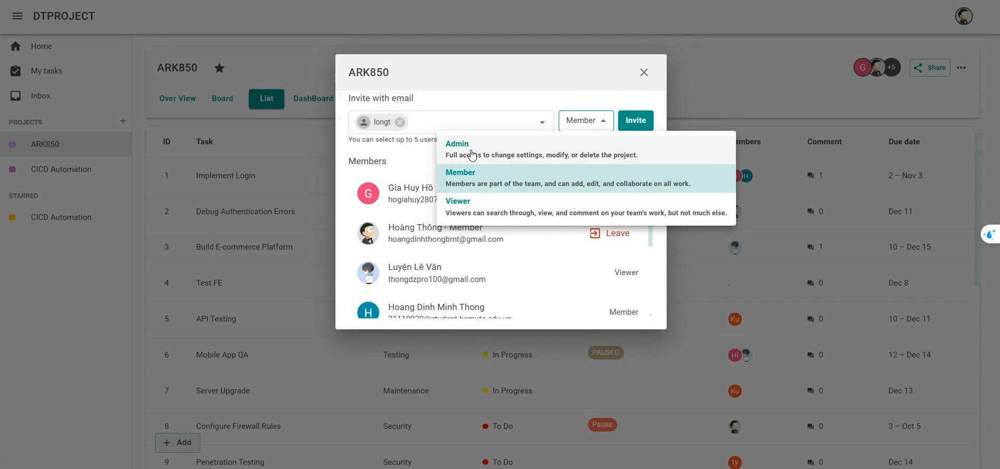 DTPROJECT
Home
My tasks
Inbox
PROJECTS
ARK850
CICD Automation
STARRED
CICD Automation
ARK850
G +5 Share
Over View Board List DashBoard
ID Task Comment Due date
1 Implement Login H 1 2 – Nov 3
2 Debug Authentication Errors 0 Dec 11
3 Build E-commerce Platform 1 10 – Dec 15
4 Test FE 0 Dec 8
5 API Testing Ku 0 10 – Dec 11
6 Mobile App QA Testing In Progress PAUSED Hi 0 12 – Dec 14
7 Server Upgrade Maintenance In Progress Ku 0 Dec 13
8 Configure Firewall Rules Security To Do Pause 0 3 – Oct 5
Add
9 Penetration Testing Security To Do ty 0 Dec 14
ARK850
Invite with email
longt Member Invite
You can select up to 5 users
Admin
Full to change settings, modify, or delete the project.
Member
Members are part of the team, and can add, edit, and collaborate on all work.
Viewer
Viewers can search through, view, and comment on your team's work, but not much else.
Members
G Gia Huy Hồ
hogiahuy2807
Hoàng Thông - Member Leave
hoangdinhthongbmt@gmail.com
Luyện Lê Văn Viewer
thongdzpro100@gmail.com
H Hoang Dinh Minh Thong Member